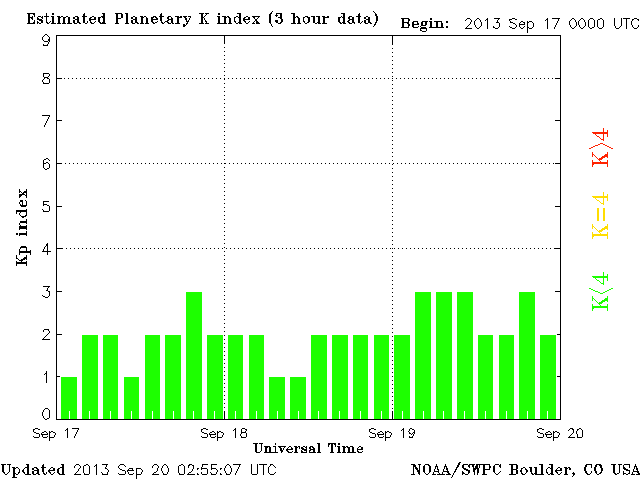 Estimated Planetary K index (3 hour data)
Begin: 2013 Sep 17 0000 UTC
9
8
7
6
5
4
3
2
1
0
Kp index
K>4
K=4
K<4
Sep 17
Sep 18
Sep 19
Sep 20
Universal Time
Updated 2013 Sep 20 02:55:07 UTC
NOAA/SWPC Boulder, CO USA